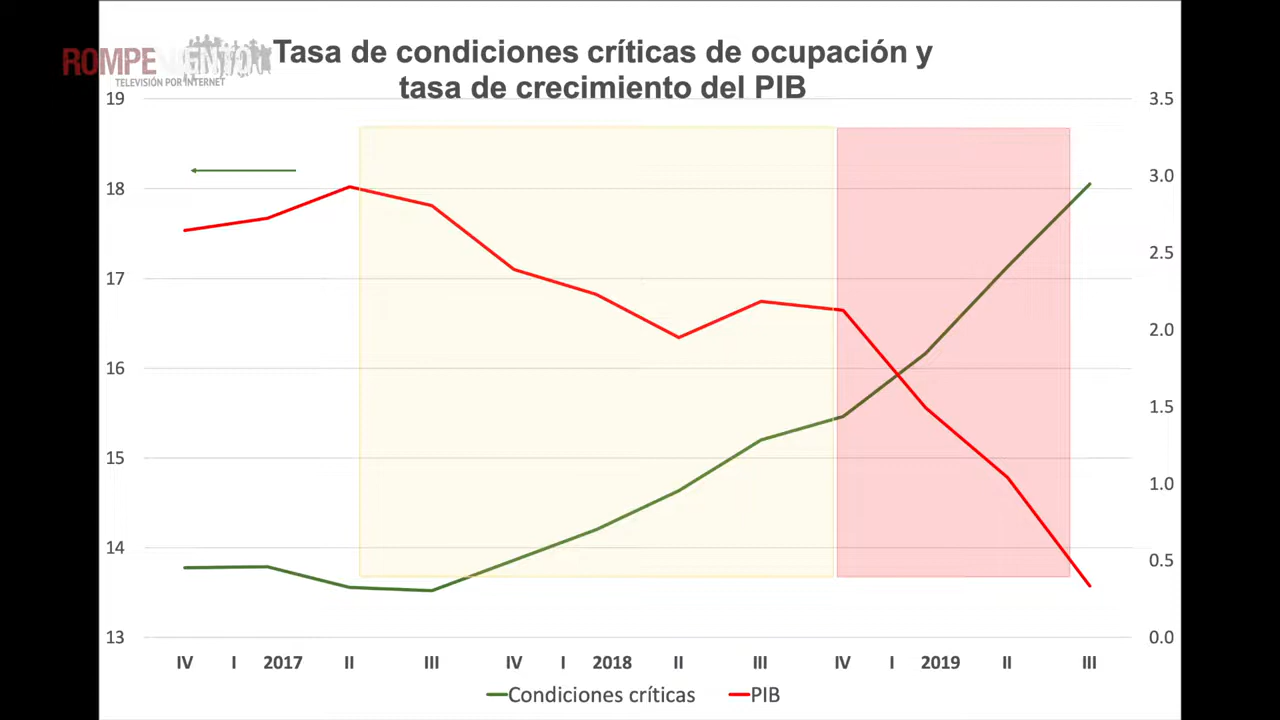 ROMPEVIENTO
TELEVISIÓN POR INTERNET
Tasa de condiciones críticas de ocupación y
tasa de crecimiento del PIB
19 3.5
18 3.0
17 2.5
16 2.0
15 1.5
14 1.0
13 0.5
0.0
IV I 2017 II III IV I 2018 II III IV I 2019 II III
Condiciones críticas PIB